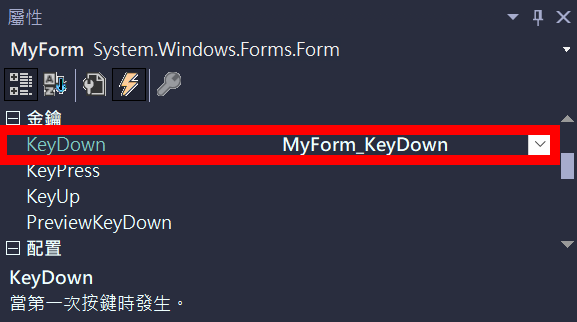 屬性
MyForm System.Windows.Forms.Form
金鑰
KeyDown MyForm_KeyDown
KeyPress
KeyUp
PreviewKeyDown
配置
KeyDown
當第一次按鍵時發生。